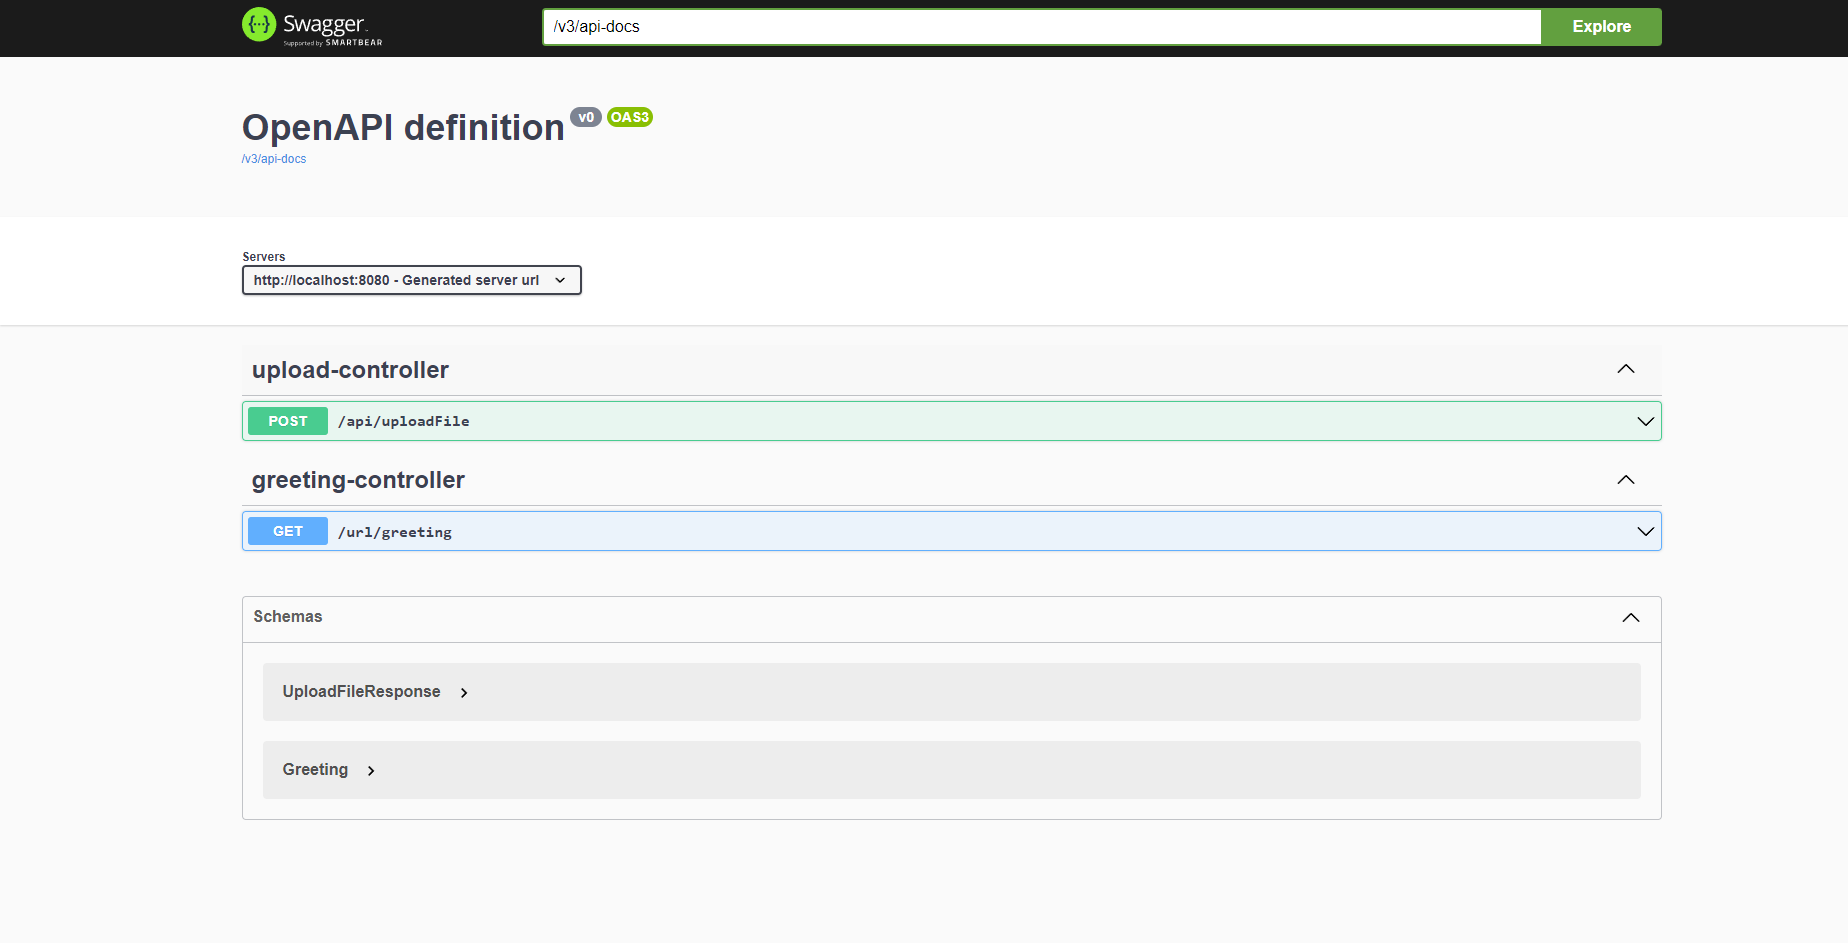 {···} Swagger.
Supported by SMARTBEAR
/v3/api-docs
Explore
OpenAPI definition v0 OAS3
/v3/api-docs
Servers
http://localhost:8080 - Generated server url
upload-controller
POST /api/uploadFile
greeting-controller
GET /url/greeting
Schemas
UploadFileResponse
Greeting